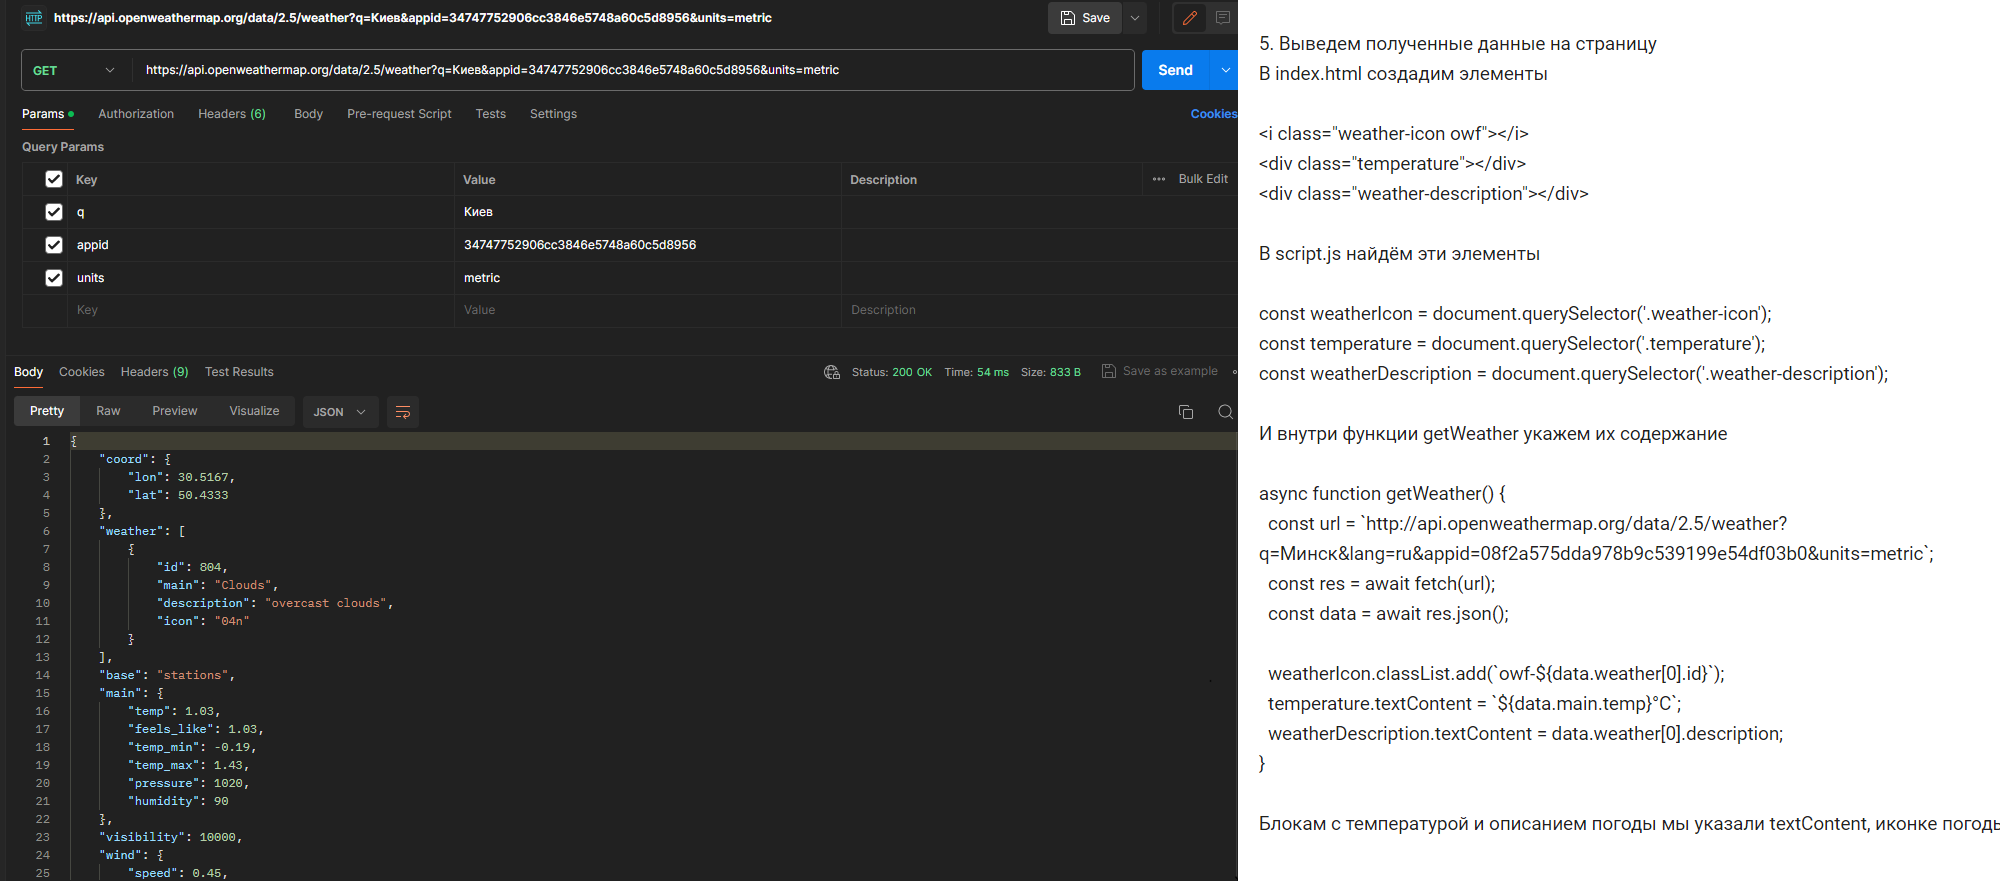 HTTP https://api.openweathermap.org/data/2.5/weather?q=Киев&appid=34747752906cc3846e5748a60c5d8956&units=metric Save
GET https://api.openweathermap.org/data/2.5/weather?q=Киев&appid=34747752906cc3846e5748a60c5d8956&units=metric Send
Params Authorization Headers (6) Body Pre-request Script Tests Settings Cookies
Query Params
Key Value Description ••• Bulk Edit
q Киев
appid 34747752906cc3846e5748a60c5d8956
units metric
Key Value Description
Body Cookies Headers (9) Test Results Status: 200 OK Time: 54 ms Size: 833 B Save as example
Pretty Raw Preview Visualize JSON
1 {
2 "coord": {
3 "lon": 30.5167,
4 "lat": 50.4333
5 },
6 "weather": [
7 {
8 "id": 804,
9 "main": "Clouds",
10 "description": "overcast clouds",
11 "icon": "04n"
12 }
13 ],
14 "base": "stations",
15 "main": {
16 "temp": 1.03,
17 "feels_like": 1.03,
18 "temp_min": -0.19,
19 "temp_max": 1.43,
20 "pressure": 1020,
21 "humidity": 90
22 },
23 "visibility": 10000,
24 "wind": {
25 "speed": 0.45,
5. Выведем полученные данные на страницу
В index.html создадим элементы
<i class="weather-icon owf"></i>
<div class="temperature"></div>
<div class="weather-description"></div>
В script.js найдём эти элементы
const weatherIcon = document.querySelector('.weather-icon');
const temperature = document.querySelector('.temperature');
const weatherDescription = document.querySelector('.weather-description');
И внутри функции getWeather укажем их содержание
async function getWeather() {
const url = `http://api.openweathermap.org/data/2.5/weather?
q=Минск&lang=ru&appid=08f2a575dda978b9c539199e54df03b0&units=metric`;
const res = await fetch(url);
const data = await res.json();
weatherIcon.classList.add(`owf-${data.weather[0].id}`);
temperature.textContent = `${data.main.temp}°C`;
weatherDescription.textContent = data.weather[0].description;
}
Блокам с температурой и описанием погоды мы указали textContent, иконке погоды